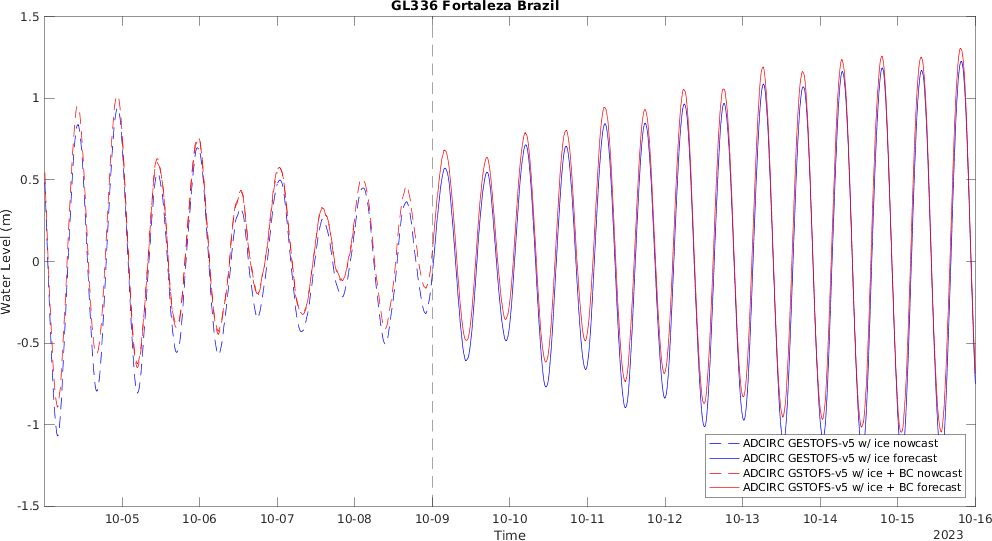 GL336 Fortaleza Brazil
1.5
1
0.5
0
-0.5
-1
-1.5
Water Level (m)
ADCIRC GESTOFS-v5 w/ ice nowcast
ADCIRC GESTOFS-v5 w/ ice forecast
ADCIRC GSTOFS-v5 w/ ice + BC nowcast
ADCIRC GSTOFS-v5 w/ ice + BC forecast
10-05 10-06 10-07 10-08 10-09 10-10 10-11 10-12 10-13 10-14 10-15 10-16
Time
2023